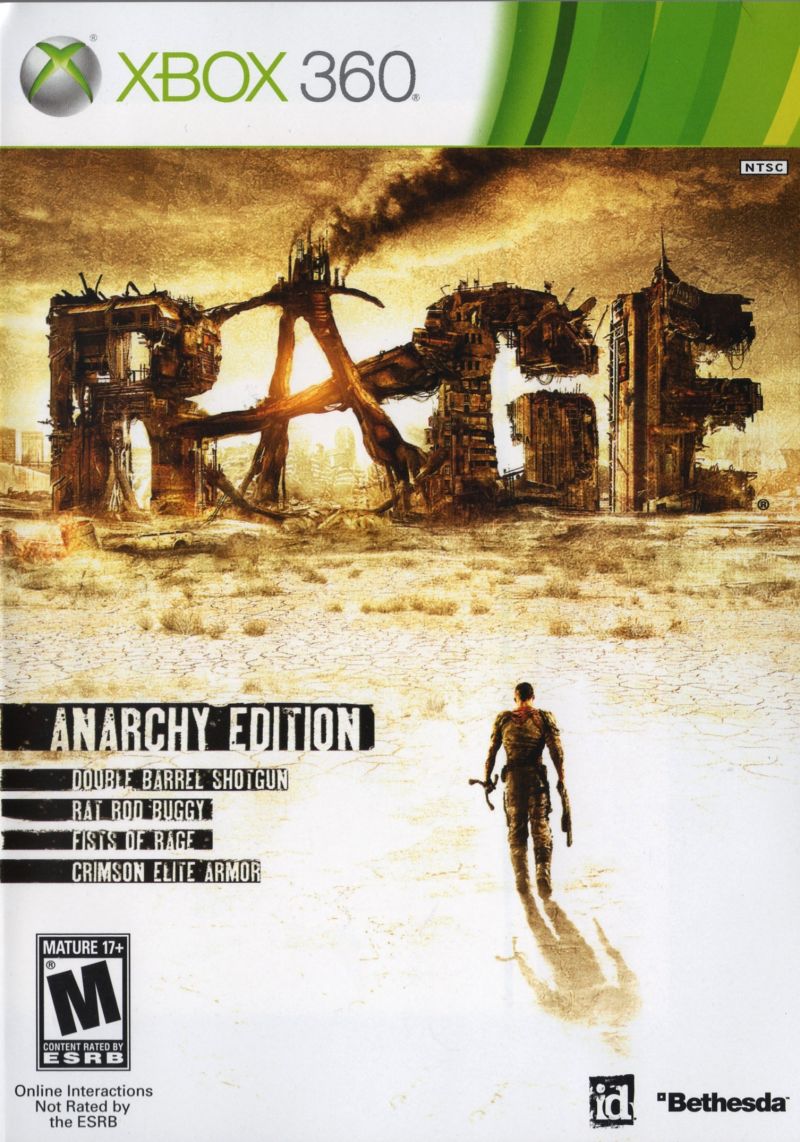 XBOX 360®
NTSC
RAGE®
ANARCHY EDITION
DOUBLE BARREL SHOTGUN
RAT ROD BUGGY
FISTS OF RAGE
CRIMSON ELITE ARMOR
MATURE 17+
M®
CONTENT RATED BY
ESRB
Online Interactions
Not Rated by
the ESRB
id
Bethesda